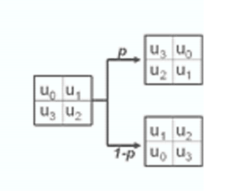 p
u₃ u₀
u₂ u₁
u₀ u₁
u₃ u₂
1-p
u₁ u₂
u₀ u₃